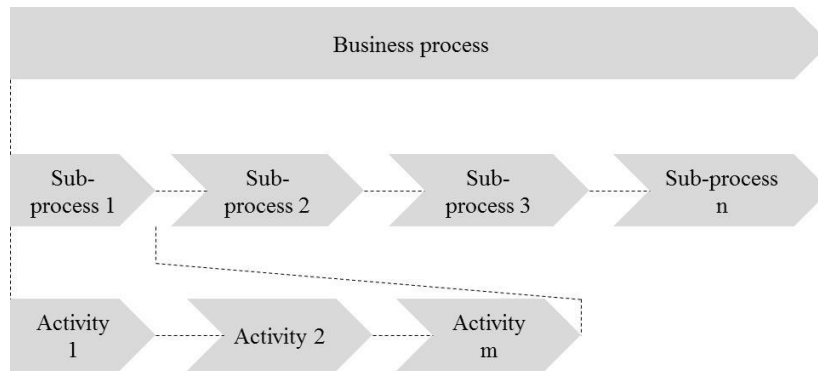 Business process
Sub-
process 1
Sub-
process 2
Sub-
process 3
Sub-process
n
Activity
1
Activity 2
Activity
m